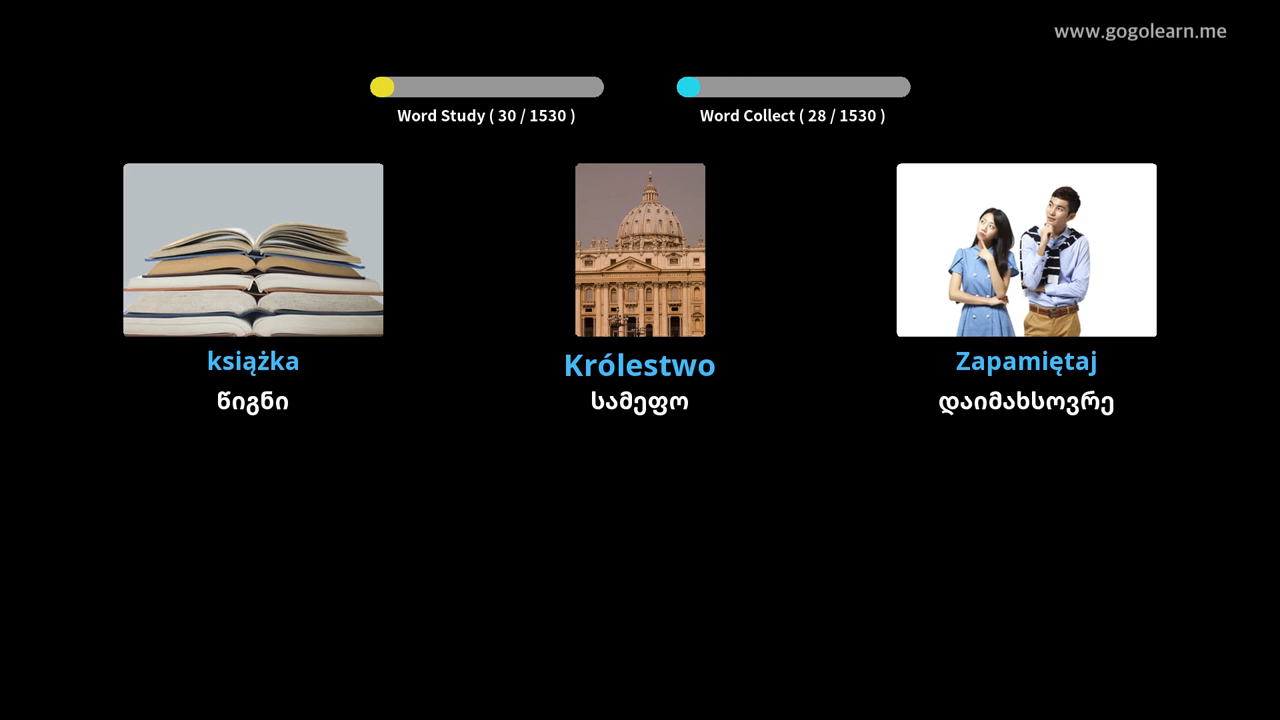 www.gogolearn.me
Word Study ( 30 / 1530 )
Word Collect ( 28 / 1530 )
książka
Królestwo
Zapamiętaj
წიგნი
სამეფო
დაიმახსოვრე